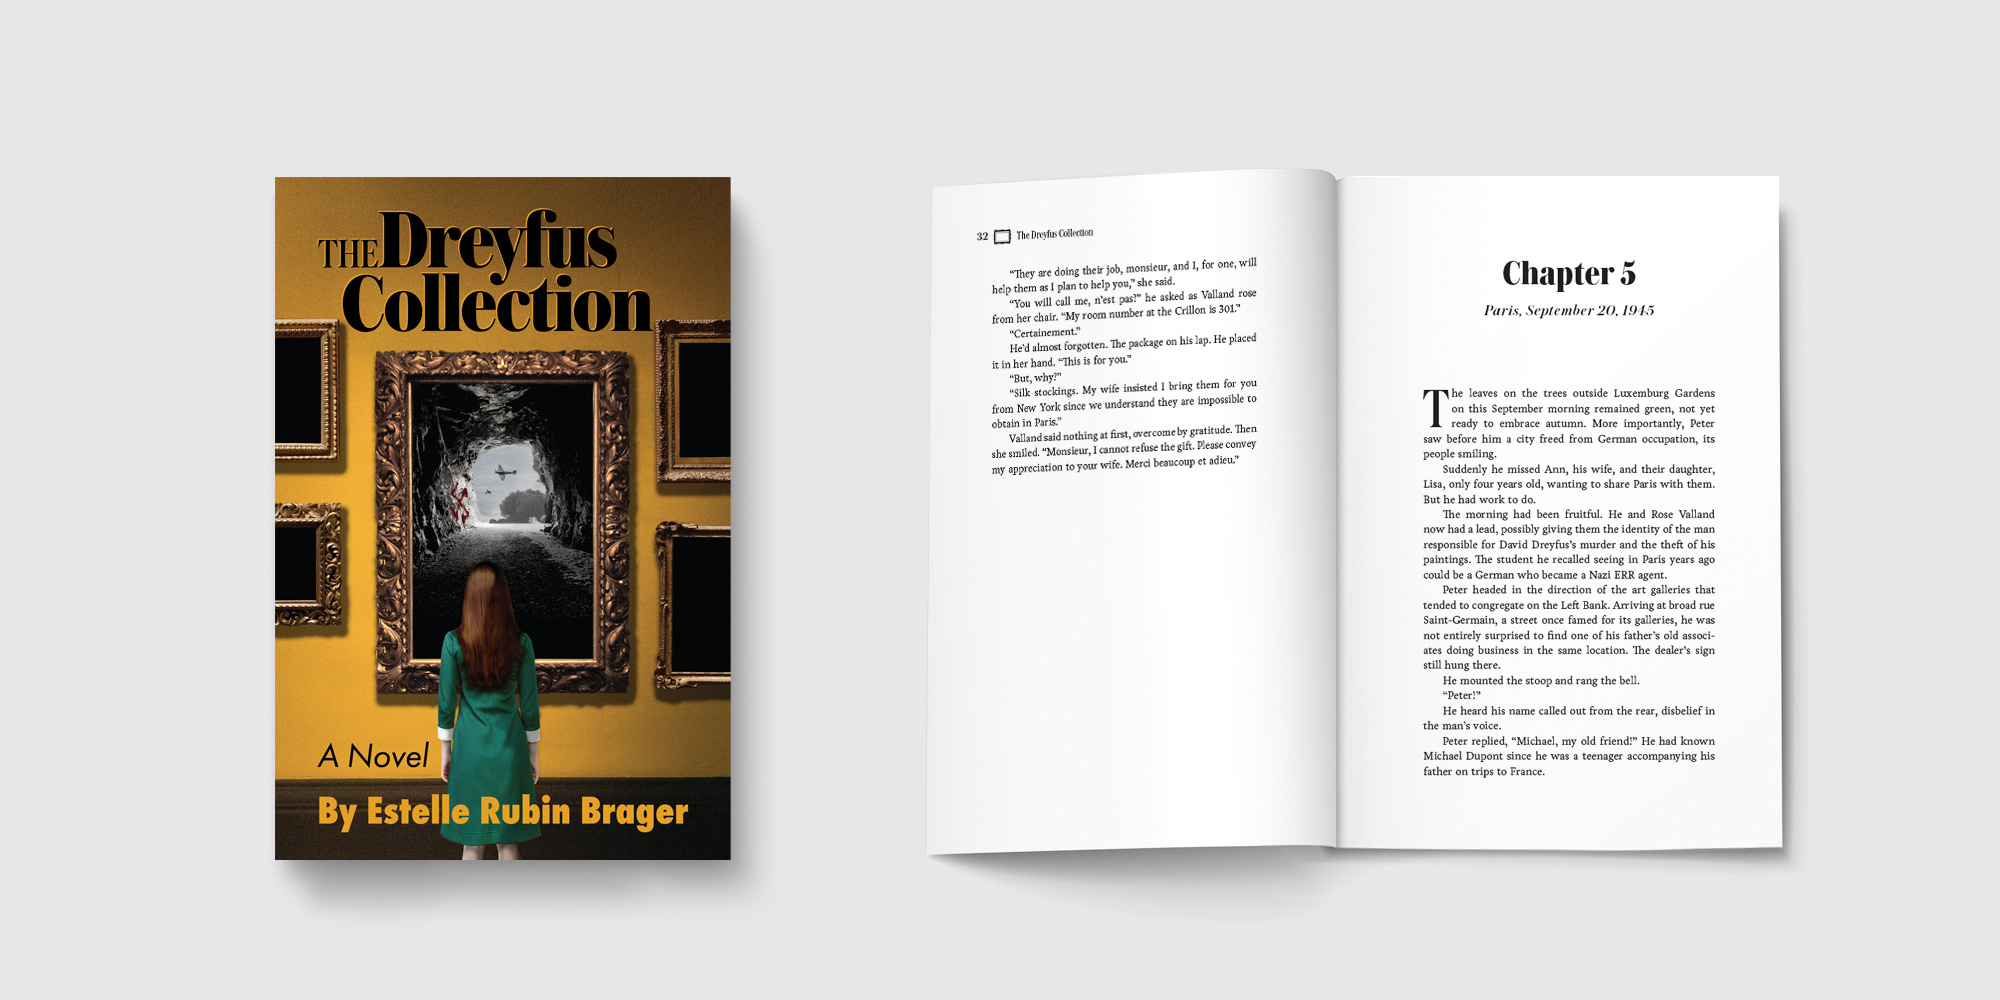 THE Dreyfus
Collection
A Novel
By Estelle Rubin Brager
32 The Dreyfus Collection
“They are doing their job, monsieur, and I, for one, will
help them as I plan to help you,” she said.
“You will call me, n’est pas?” he asked as Valland rose
from her chair. “My room number at the Crillon is 301.”
“Certainement.”
He’d almost forgotten. The package on his lap. He placed
it in her hand. “This is for you.”
“But, why?”
“Silk stockings. My wife insisted I bring them for you
from New York since we understand they are impossible to
obtain in Paris.”
Valland said nothing at first, overcome by gratitude. Then
she smiled. “Monsieur, I cannot refuse the gift. Please convey
my appreciation to your wife. Merci beaucoup et adieu.”
Chapter 5
Paris, September 20, 1945
The leaves on the trees outside Luxemburg Gardens
on this September morning remained green, not yet
ready to embrace autumn. More importantly, Peter
saw before him a city freed from German occupation, its
people smiling.
Suddenly he missed Ann, his wife, and their daughter,
Lisa, only four years old, wanting to share Paris with them.
But he had work to do.
The morning had been fruitful. He and Rose Valland
now had a lead, possibly giving them the identity of the man
responsible for David Dreyfus’s murder and the theft of his
paintings. The student he recalled seeing in Paris years ago
could be a German who became a Nazi ERR agent.
Peter headed in the direction of the art galleries that
tended to congregate on the Left Bank. Arriving at broad rue
Saint-Germain, a street once famed for its galleries, he was
not entirely surprised to find one of his father’s old associ-
ates doing business in the same location. The dealer’s sign
still hung there.
He mounted the stoop and rang the bell.
“Peter!”
He heard his name called out from the rear, disbelief in
the man’s voice.
Peter replied, “Michael, my old friend!” He had known
Michael Dupont since he was a teenager accompanying his
father on trips to France.